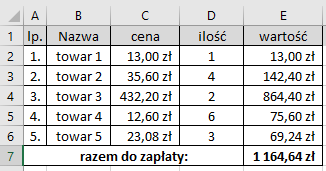 A B C D E
1 lp. Nazwa cena ilość wartość
2 1. towar 1 13,00 zł 1 13,00 zł
3 2. towar 2 35,60 zł 4 142,40 zł
4 3. towar 3 432,20 zł 2 864,40 zł
5 4. towar 4 12,60 zł 6 75,60 zł
6 5. towar 5 23,08 zł 3 69,24 zł
7 razem do zapłaty: 1 164,64 zł